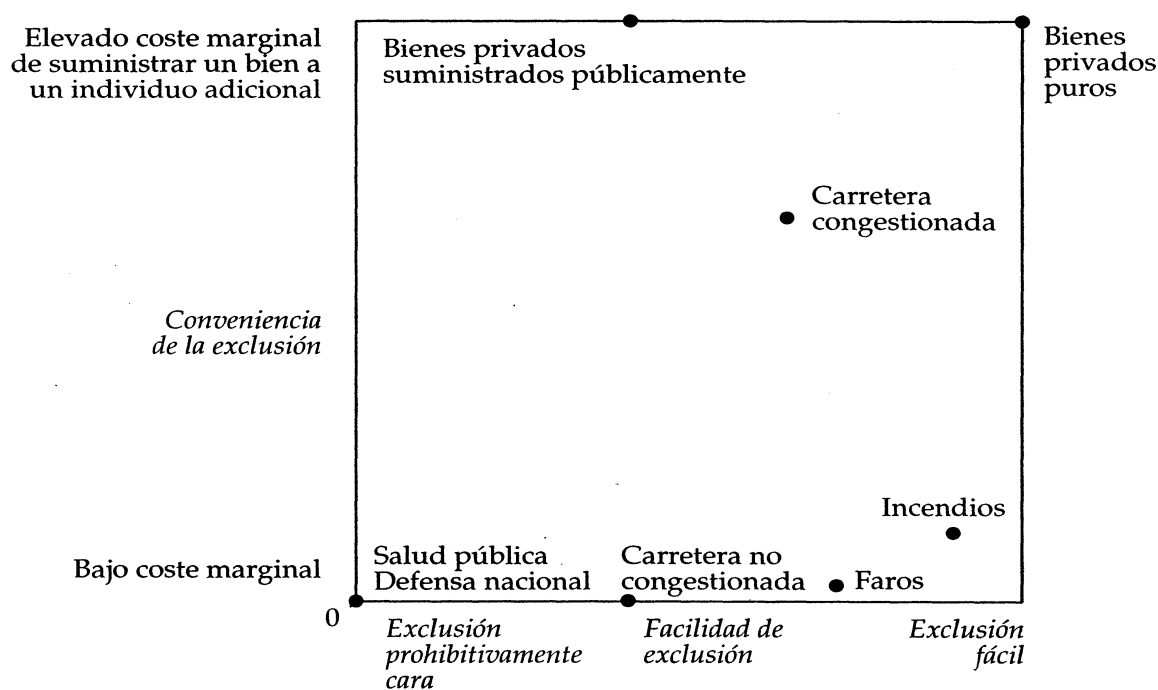 Elevado coste marginal
de suministrar un bien a
un individuo adicional
Bienes privados
suministrados públicamente
Bienes
privados
puros
Carretera
congestionada
Conveniencia
de la exclusión
Incendios
Bajo coste marginal
Salud pública
Defensa nacional
Carretera no
congestionada
Faros
0
Exclusión
prohibitivamente
cara
Facilidad de
exclusión
Exclusión
fácil